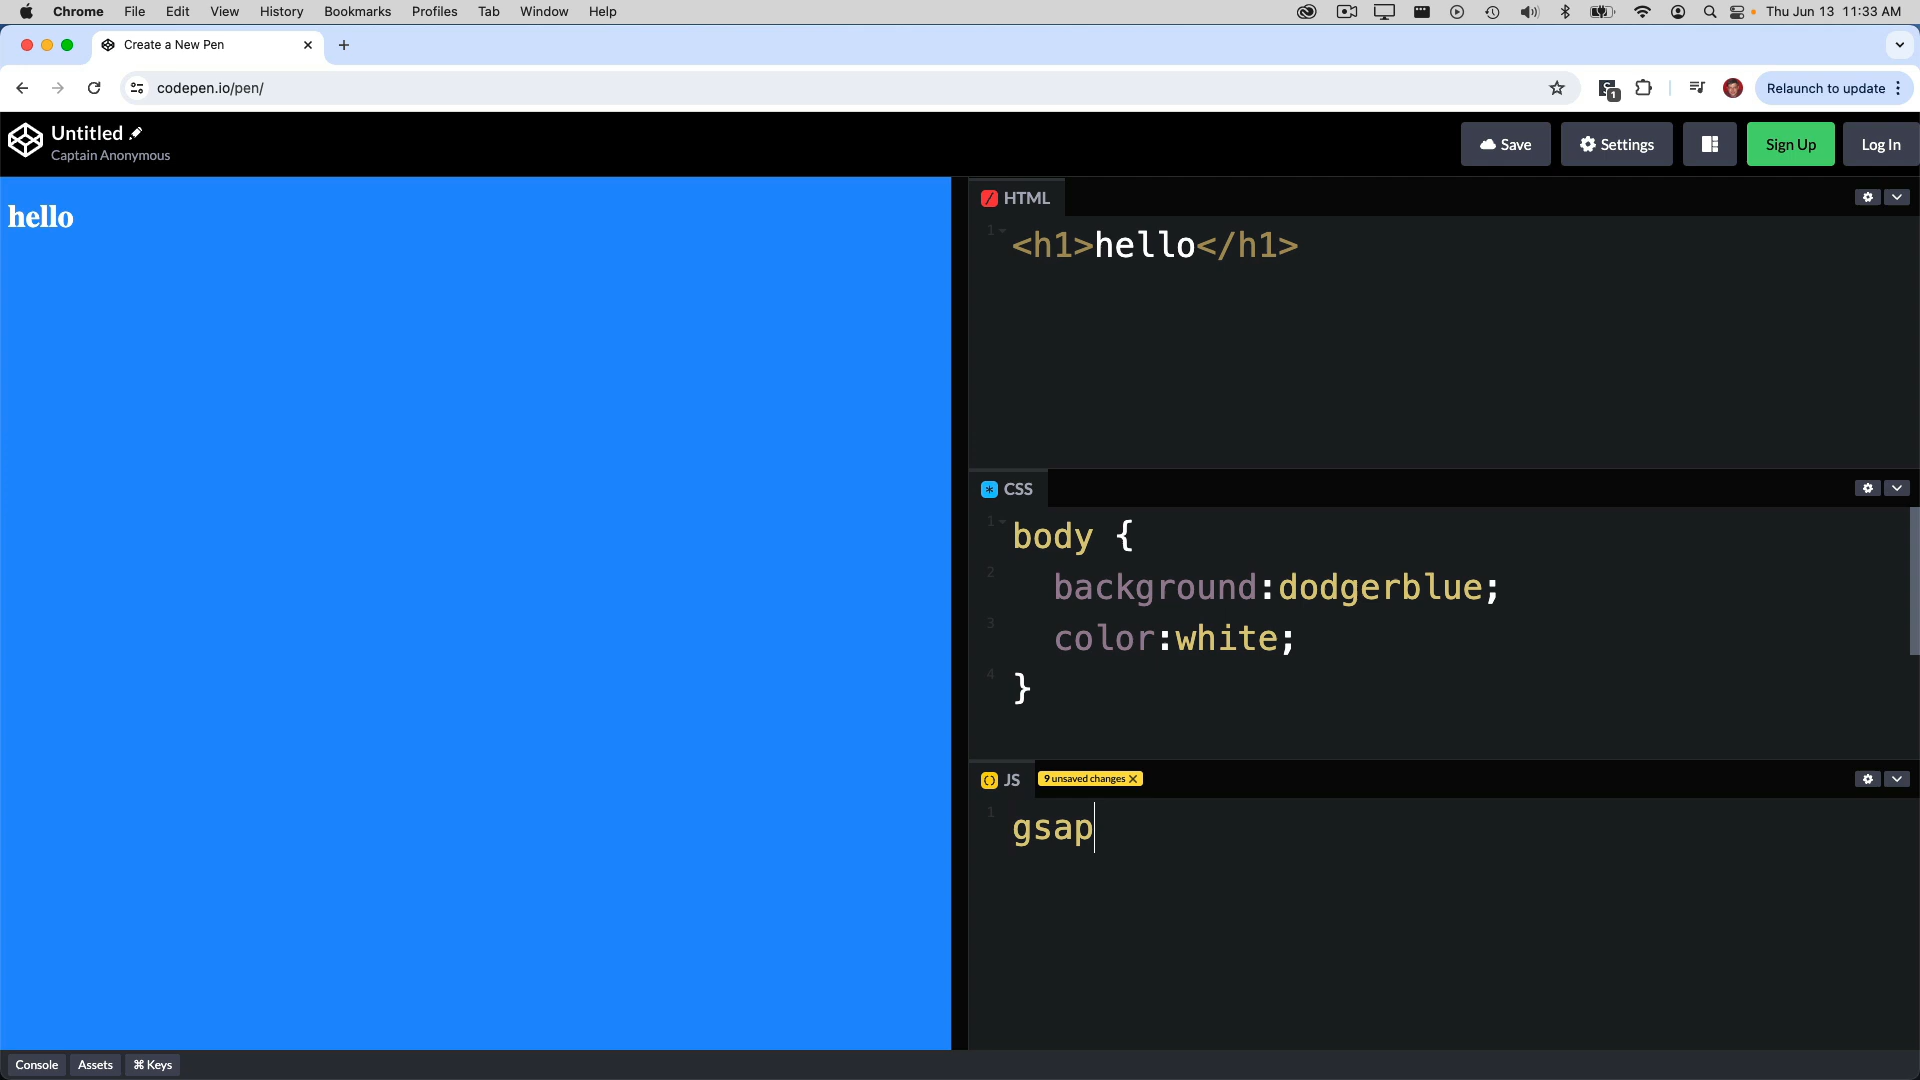 Chrome File Edit View History Bookmarks Profiles Tab Window Help Thu Jun 13 11:33 AM
Create a New Pen
codepen.io/pen/
1
Relaunch to update
Untitled
Captain Anonymous
Save
Settings
Sign Up
Log In
hello
HTML
1
<h1>hello</h1>
CSS
1
body {
2
background:dodgerblue;
3
color:white;
4
}
JS
9 unsaved changes
1
gsap
Console
Assets
⌘ Keys